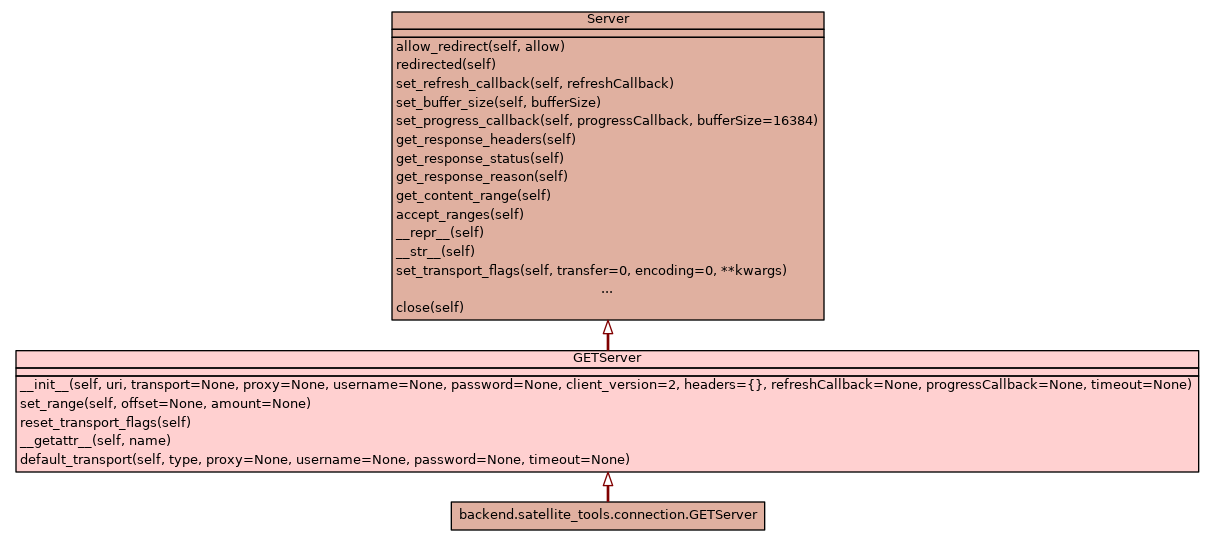 Server
allow_redirect(self, allow)
redirected(self)
set_refresh_callback(self, refreshCallback)
set_buffer_size(self, bufferSize)
set_progress_callback(self, progressCallback, bufferSize=16384)
get_response_headers(self)
get_response_status(self)
get_response_reason(self)
get_content_range(self)
accept_ranges(self)
__repr__(self)
__str__(self)
set_transport_flags(self, transfer=0, encoding=0, **kwargs)
...
close(self)
GETServer
__init__(self, uri, transport=None, proxy=None, username=None, password=None, client_version=2, headers={}, refreshCallback=None, progressCallback=None, timeout=None)
set_range(self, offset=None, amount=None)
reset_transport_flags(self)
__getattr__(self, name)
default_transport(self, type, proxy=None, username=None, password=None, timeout=None)
backend.satellite_tools.connection.GETServer